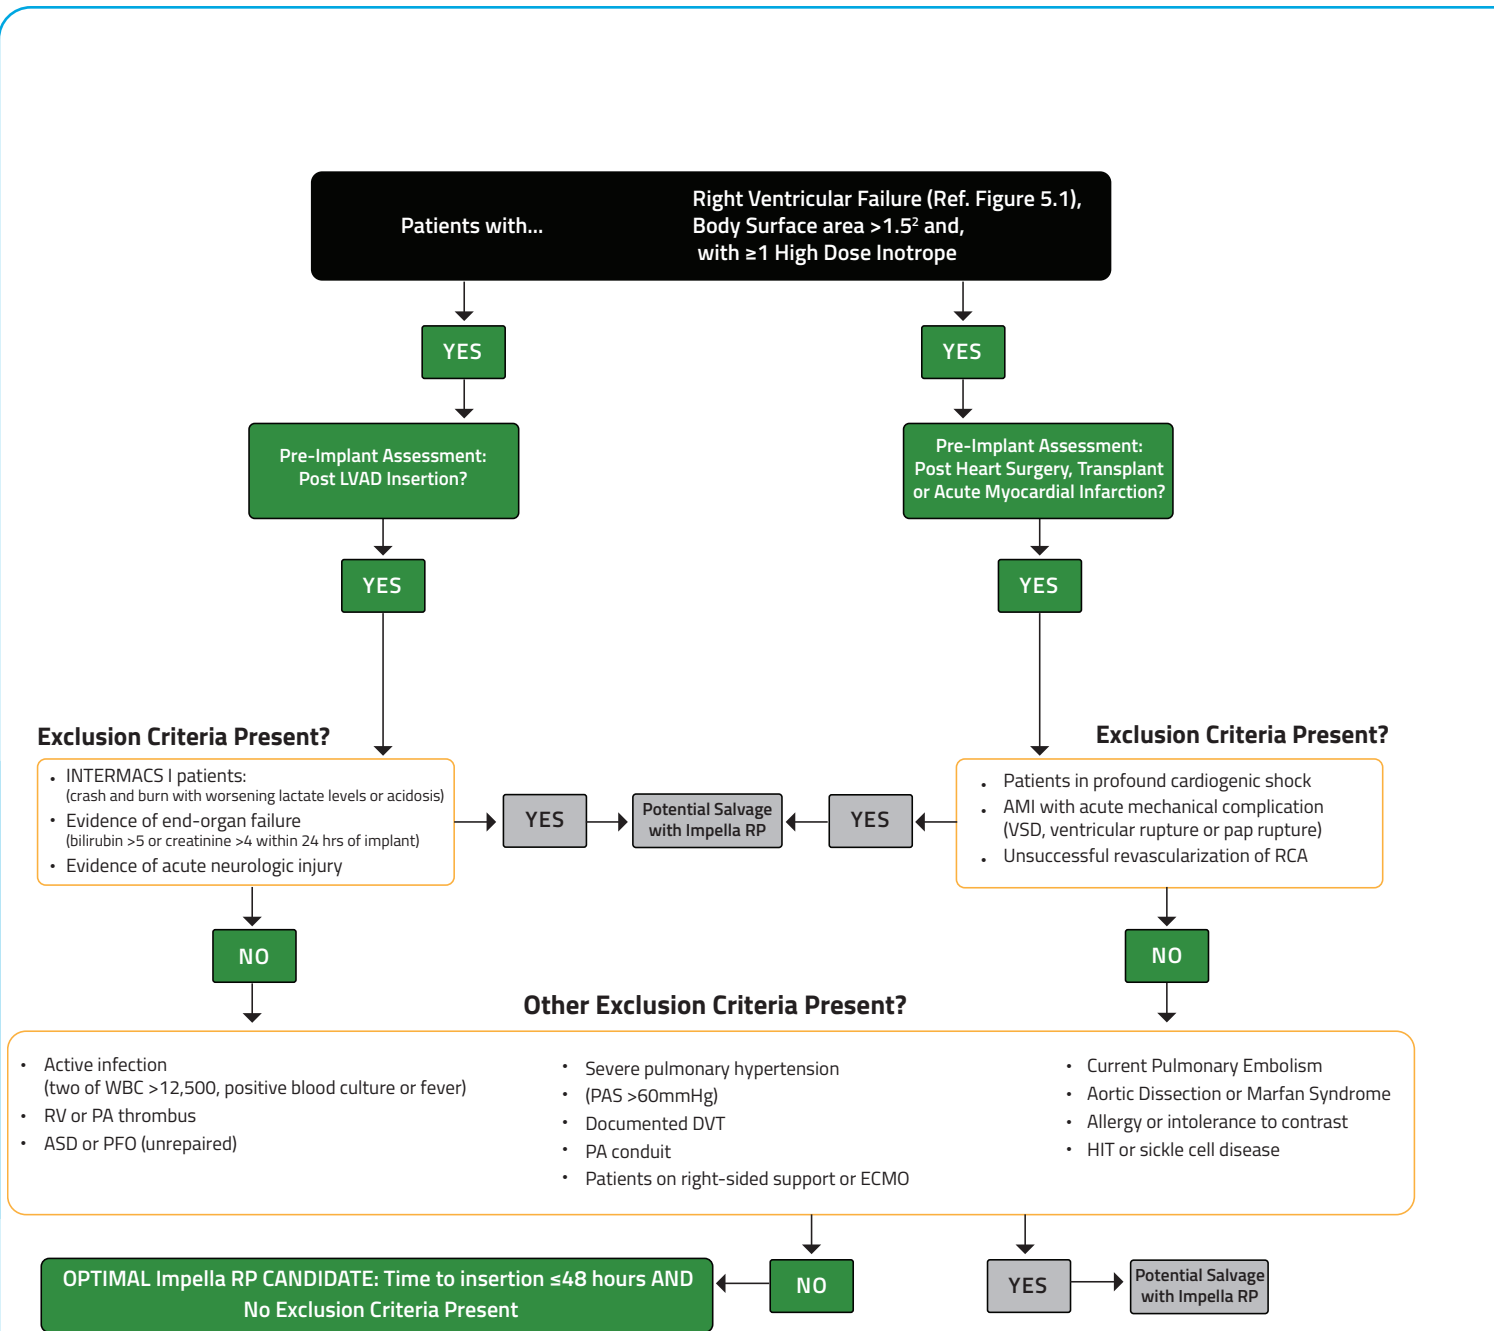 Patients with...
Right Ventricular Failure (Ref. Figure 5.1),
Body Surface area >1.5² and,
with ≥1 High Dose Inotrope
YES
YES
Pre-Implant Assessment:
Post LVAD Insertion?
Pre-Implant Assessment:
Post Heart Surgery, Transplant
or Acute Myocardial Infarction?
YES
YES
Exclusion Criteria Present?
• INTERMACS I patients:
(crash and burn with worsening lactate levels or acidosis)
• Evidence of end-organ failure
(bilirubin >5 or creatinine >4 within 24 hrs of implant)
• Evidence of acute neurologic injury
YES
Potential Salvage
with Impella RP
YES
Exclusion Criteria Present?
• Patients in profound cardiogenic shock
• AMI with acute mechanical complication
(VSD, ventricular rupture or pap rupture)
• Unsuccessful revascularization of RCA
NO
NO
Other Exclusion Criteria Present?
• Active infection
(two of WBC >12,500, positive blood culture or fever)
• RV or PA thrombus
• ASD or PFO (unrepaired)
• Severe pulmonary hypertension
• (PAS >60mmHg)
• Documented DVT
• PA conduit
• Patients on right-sided support or ECMO
• Current Pulmonary Embolism
• Aortic Dissection or Marfan Syndrome
• Allergy or intolerance to contrast
• HIT or sickle cell disease
OPTIMAL Impella RP CANDIDATE: Time to insertion ≤48 hours AND
No Exclusion Criteria Present
NO
YES
Potential Salvage
with Impella RP